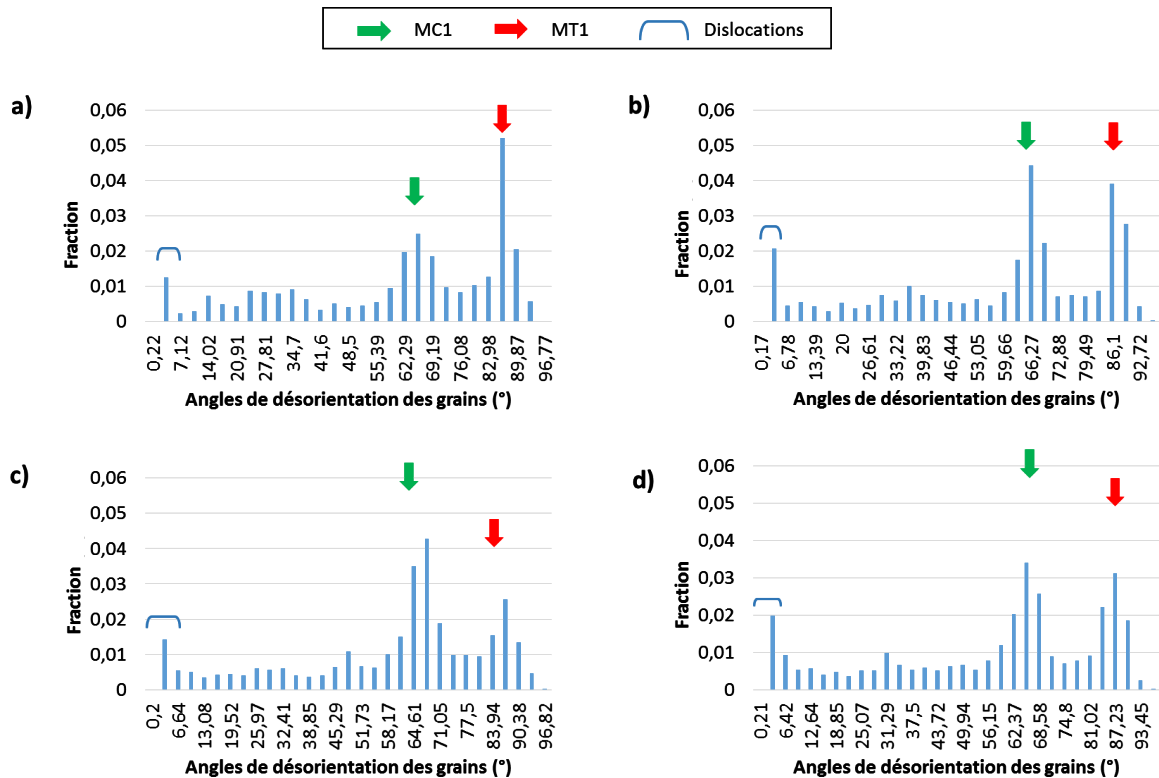 MC1 MT1 Dislocations
a)
0,06
0,05
0,04
0,03
0,02
0,01
0
Fraction
0,22 7,12 14,02 20,91 27,81 34,7 41,6 48,5 55,39 62,29 69,19 76,08 82,98 89,87 96,77
Angles de désorientation des grains (°)
b)
0,06
0,05
0,04
0,03
0,02
0,01
0
Fraction
0,17 6,78 13,39 20 26,61 33,22 39,83 46,44 53,05 59,66 66,27 72,88 79,49 86,1 92,72
Angles de désorientation des grains (°)
c)
0,06
0,05
0,04
0,03
0,02
0,01
0
Fraction
0,2 6,64 13,08 19,52 25,97 32,41 38,85 45,29 51,73 58,17 64,61 71,05 77,5 83,94 90,38 96,82
Angles de désorientation des grains (°)
d)
0,06
0,05
0,04
0,03
0,02
0,01
0
Fraction
0,21 6,42 12,64 18,85 25,07 31,29 37,5 43,72 49,94 56,15 62,37 68,58 74,8 81,02 87,23 93,45
Angles de désorientation des grains (°)